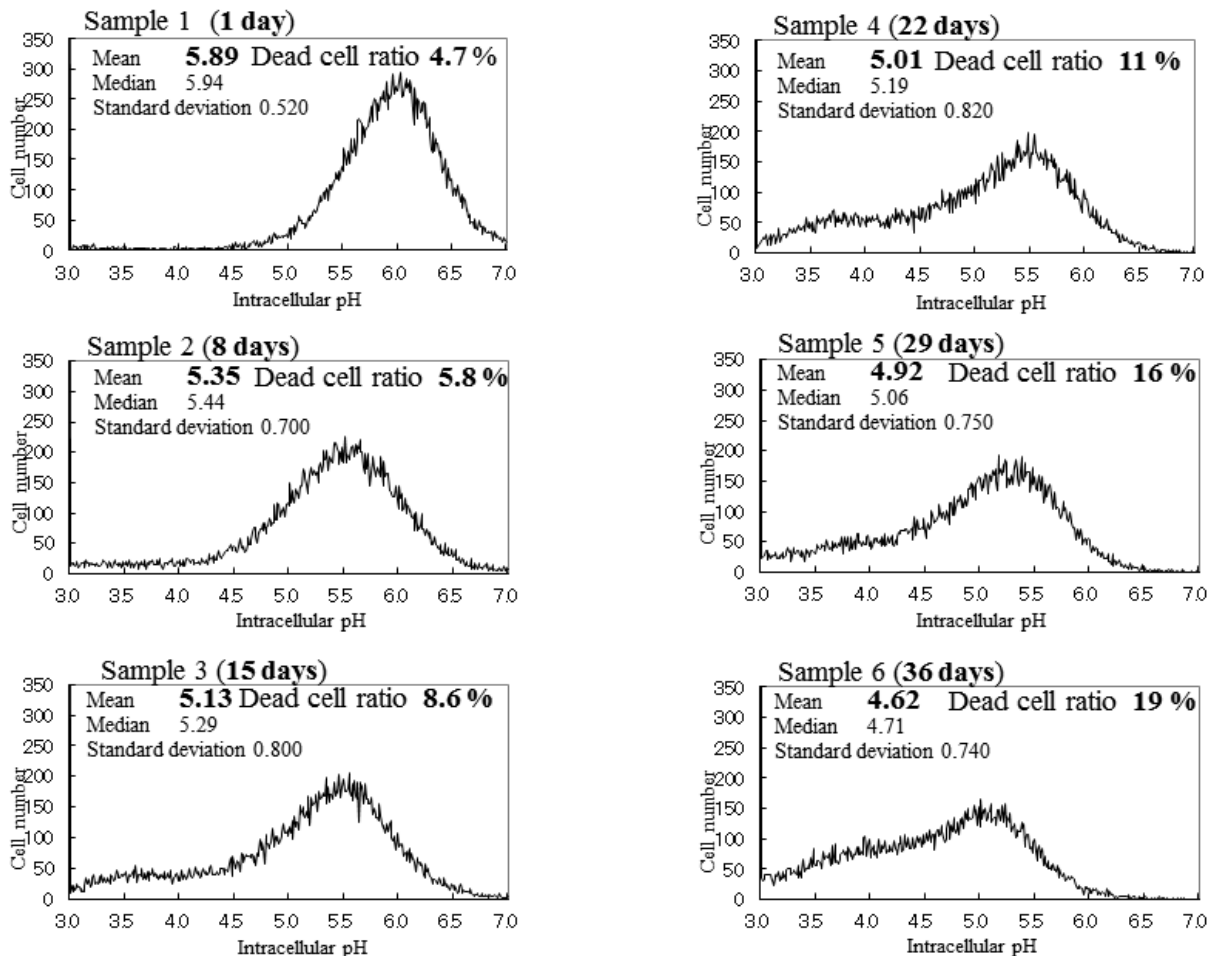 Sample 1 (1 day)
Mean 5.89 Dead cell ratio 4.7 %
Median 5.94
Standard deviation 0.520
350
300
250
200
150
100
50
0
Cell number
3.0 3.5 4.0 4.5 5.0 5.5 6.0 6.5 7.0
Intracellular pH
Sample 2 (8 days)
Mean 5.35 Dead cell ratio 5.8 %
Median 5.44
Standard deviation 0.700
350
300
250
200
150
100
50
0
Cell number
3.0 3.5 4.0 4.5 5.0 5.5 6.0 6.5 7.0
Intracellular pH
Sample 3 (15 days)
Mean 5.13 Dead cell ratio 8.6 %
Median 5.29
Standard deviation 0.800
350
300
250
200
150
100
50
0
Cell number
3.0 3.5 4.0 4.5 5.0 5.5 6.0 6.5 7.0
Intracellular pH
Sample 4 (22 days)
Mean 5.01 Dead cell ratio 11 %
Median 5.19
Standard deviation 0.820
350
300
250
200
150
100
50
0
Cell number
3.0 3.5 4.0 4.5 5.0 5.5 6.0 6.5 7.0
Intracellular pH
Sample 5 (29 days)
Mean 4.92 Dead cell ratio 16 %
Median 5.06
Standard deviation 0.750
350
300
250
200
150
100
50
0
Cell number
3.0 3.5 4.0 4.5 5.0 5.5 6.0 6.5 7.0
Intracellular pH
Sample 6 (36 days)
Mean 4.62 Dead cell ratio 19 %
Median 4.71
Standard deviation 0.740
350
300
250
200
150
100
50
0
Cell number
3.0 3.5 4.0 4.5 5.0 5.5 6.0 6.5 7.0
Intracellular pH